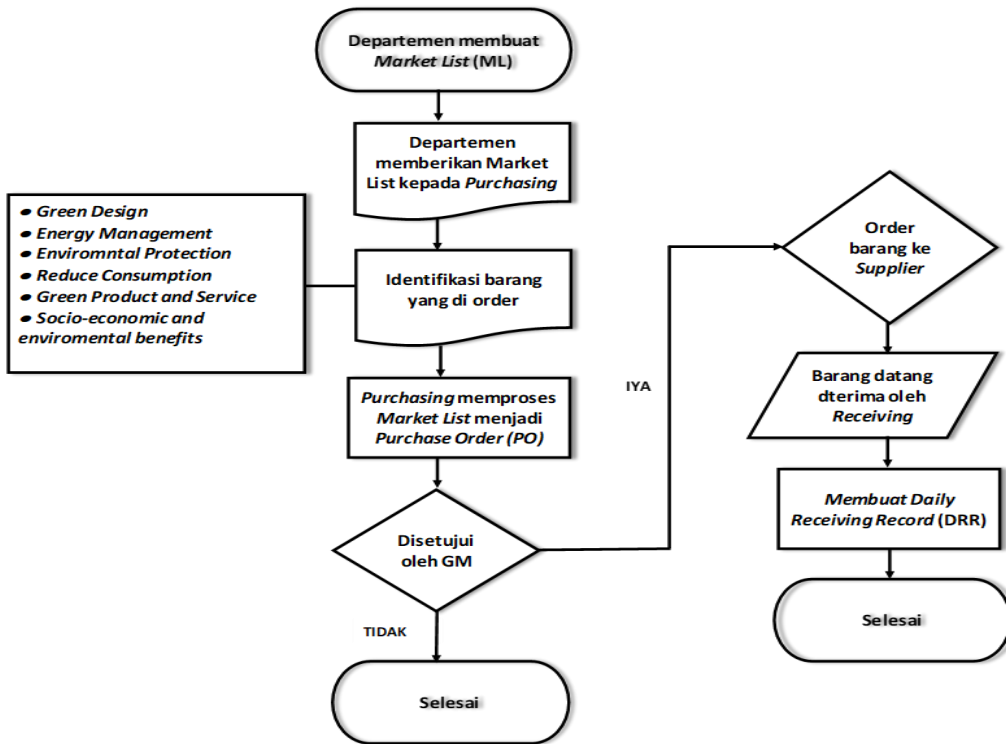 Departemen membuat
Market List (ML)
Departemen
memberikan Market
List kepada Purchasing
● Green Design
● Energy Management
● Enviromntal Protection
● Reduce Consumption
● Green Product and Service
● Socio-economic and
enviromental benefits
Identifikasi barang
yang di order
Purchasing memproses
Market List menjadi
Purchase Order (PO)
Disetujui
oleh GM
TIDAK
Selesai
IYA
Order
barang ke
Supplier
Barang datang
dterima oleh
Receiving
Membuat Daily
Receiving Record (DRR)
Selesai